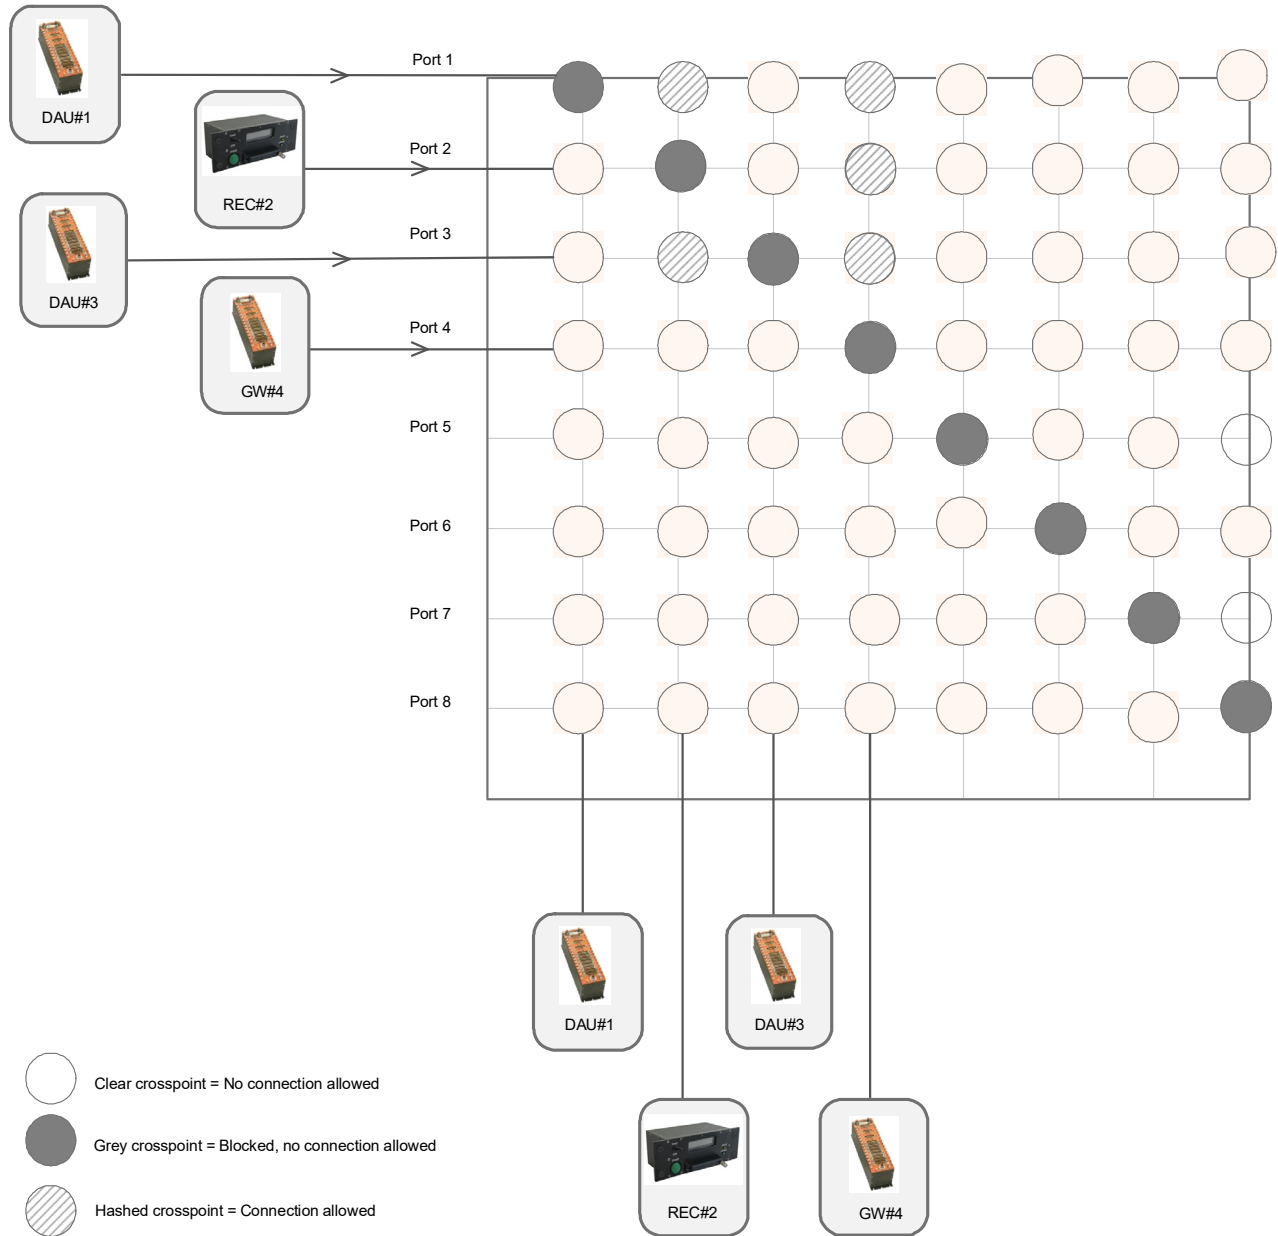 Port 1
DAU#1
Port 2
REC#2
Port 3
DAU#3
Port 4
GW#4
Port 5
Port 6
Port 7
Port 8
DAU#1
DAU#3
REC#2
GW#4
Clear crosspoint = No connection allowed
Grey crosspoint = Blocked, no connection allowed
Hashed crosspoint = Connection allowed